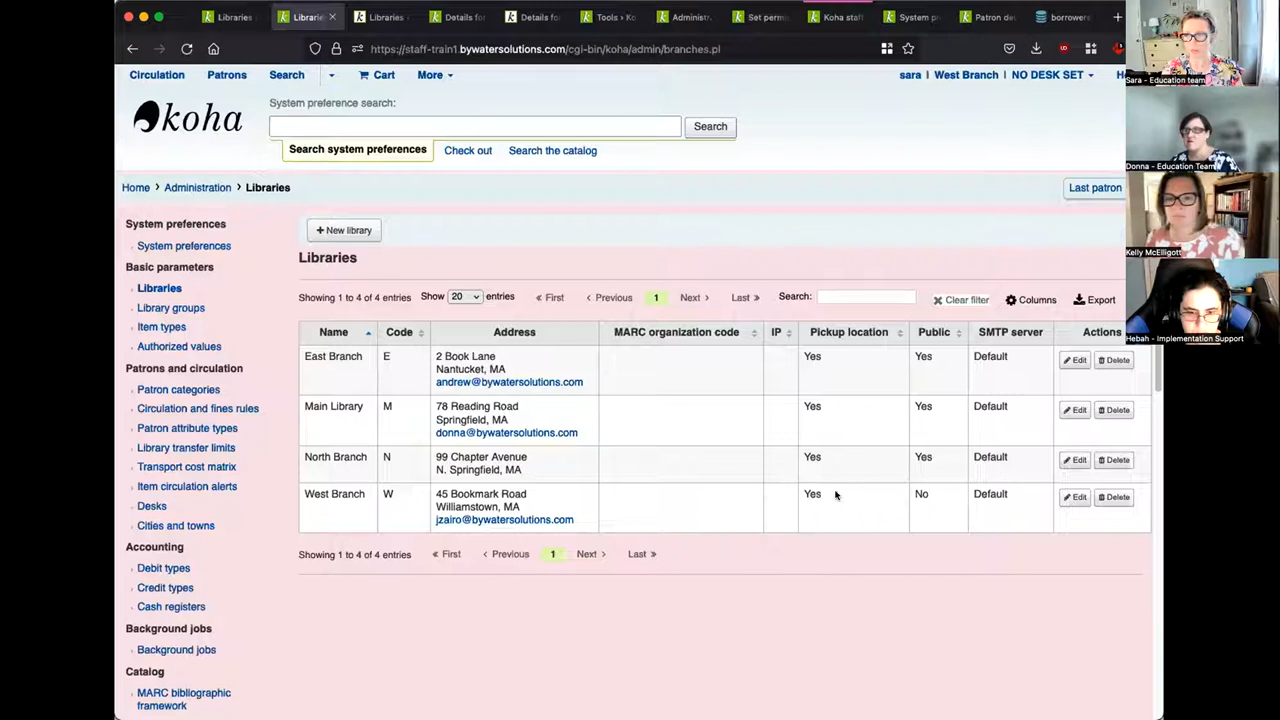 Libraries
Librarie
Libraries
Details fo
Details for
Tools › Ko
Administr
Set permi
Koha staff
System pr
Patron de
borrowers
https://staff-train1.bywatersolutions.com/cgi-bin/koha/admin/branches.pl
Circulation Patrons Search Cart More
sara | West Branch | NO DESK SET
koha
System preference search:
Search
Search system preferences Check out Search the catalog
Home › Administration › Libraries
Last patron
System preferences
System preferences
Basic parameters
Libraries
Library groups
Item types
Authorized values
Patrons and circulation
Patron categories
Circulation and fines rules
Patron attribute types
Library transfer limits
Transport cost matrix
Item circulation alerts
Desks
Cities and towns
Accounting
Debit types
Credit types
Cash registers
Background jobs
Background jobs
Catalog
MARC bibliographic
framework
+ New library
Libraries
Showing 1 to 4 of 4 entries Show 20 entries « First ‹ Previous 1 Next › Last » Search: Clear filter Columns Export
Name Code Address MARC organization code IP Pickup location Public SMTP server Actions
East Branch E 2 Book Lane Yes Yes Default Edit Delete
Nantucket, MA
andrew@bywatersolutions.com
Main Library M 78 Reading Road Yes Yes Default Edit Delete
Springfield, MA
donna@bywatersolutions.com
North Branch N 99 Chapter Avenue Yes Yes Default Edit Delete
N. Springfield, MA
West Branch W 45 Bookmark Road Yes No Default Edit Delete
Williamstown, MA
jzairo@bywatersolutions.com
Showing 1 to 4 of 4 entries « First ‹ Previous 1 Next › Last »
Sara - Education team
Donna - Education Team
Kelly McElligott
Hebah - Implementation Support